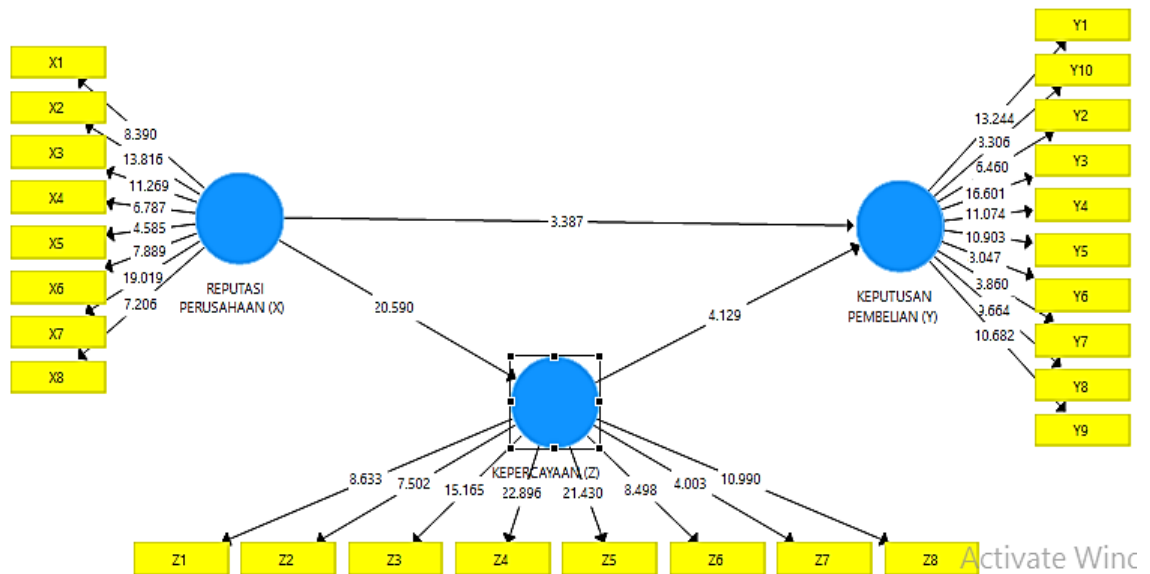 Y1
X1
Y10
X2
13.244
Y2
8.390
3.306
X3
13.816
6.460
Y3
11.269
16.601
X4
6.787
11.074
Y4
4.585
3.387
10.903
X5
7.889
3.047
Y5
19.019
3.860
X6
REPUTASI
PERUSAHAAN (X)
KEPUTUSAN
PEMBELIAN (Y)
Y6
7.206
20.590
4.129
9.664
X7
10.682
Y7
X8
Y8
Y9
KEPERCAYAAN (Z)
8.633
7.502
15.165
22.896
21.430
8.498
4.003
10.990
Z1
Z2
Z3
Z4
Z5
Z6
Z7
Z8
Activate Winc